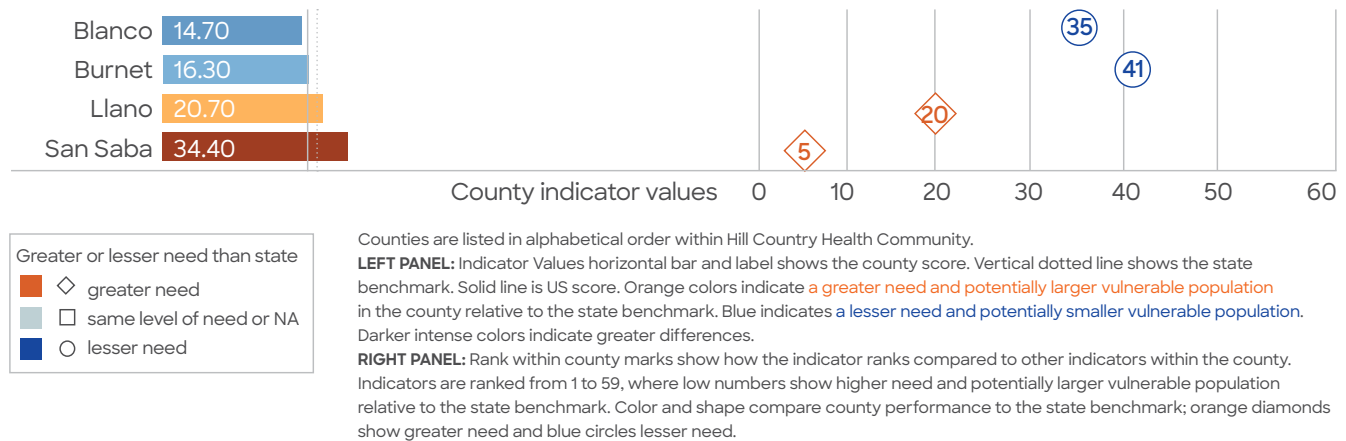 Blanco 14.70 35
Burnet 16.30 41
Llano 20.70 20
San Saba 34.40 5
County indicator values 0 10 20 30 40 50 60
Greater or lesser need than state
greater need
same level of need or NA
lesser need
Counties are listed in alphabetical order within Hill Country Health Community.
LEFT PANEL: Indicator Values horizontal bar and label shows the county score. Vertical dotted line shows the state
benchmark. Solid line is US score. Orange colors indicate a greater need and potentially larger vulnerable population
in the county relative to the state benchmark. Blue indicates a lesser need and potentially smaller vulnerable population.
Darker intense colors indicate greater differences.
RIGHT PANEL: Rank within county marks show how the indicator ranks compared to other indicators within the county.
Indicators are ranked from 1 to 59, where low numbers show higher need and potentially larger vulnerable population
relative to the state benchmark. Color and shape compare county performance to the state benchmark; orange diamonds
show greater need and blue circles lesser need.